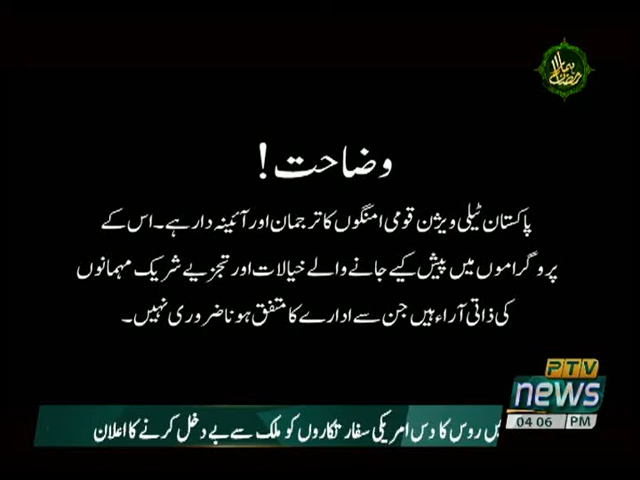 بہار رمضان
وضاحت!
پاکستان ٹیلی ویژن قومی امنگوں کا ترجمان اور آئینہ دار ہے۔ اس کے
پروگراموں میں پیش کیے جانے والے خیالات اور تجزیے شریک مہمانوں
کی ذاتی آراء ہیں جن سے ادارے کا متفق ہونا ضروری نہیں۔
PTV
news
روس کا دس امریکی سفارتکاروں کو ملک سے بے دخل کرنے کا اعلان
04 06 PM